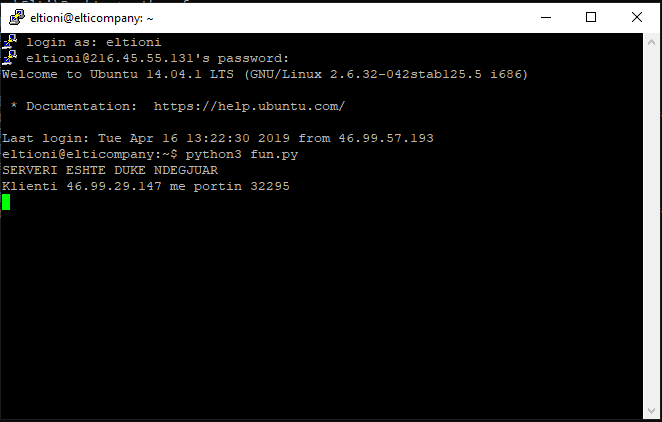 eltioni@elticompany: ~
login as: eltioni
eltioni@216.45.55.131's password:
Welcome to Ubuntu 14.04.1 LTS (GNU/Linux 2.6.32-042stab125.5 i686)
* Documentation:  https://help.ubuntu.com/
Last login: Tue Apr 16 13:22:30 2019 from 46.99.57.193
eltioni@elticompany:~$ python3 fun.py
SERVERI ESHTE DUKE NDEGJUAR
Klienti 46.99.29.147 me portin 32295